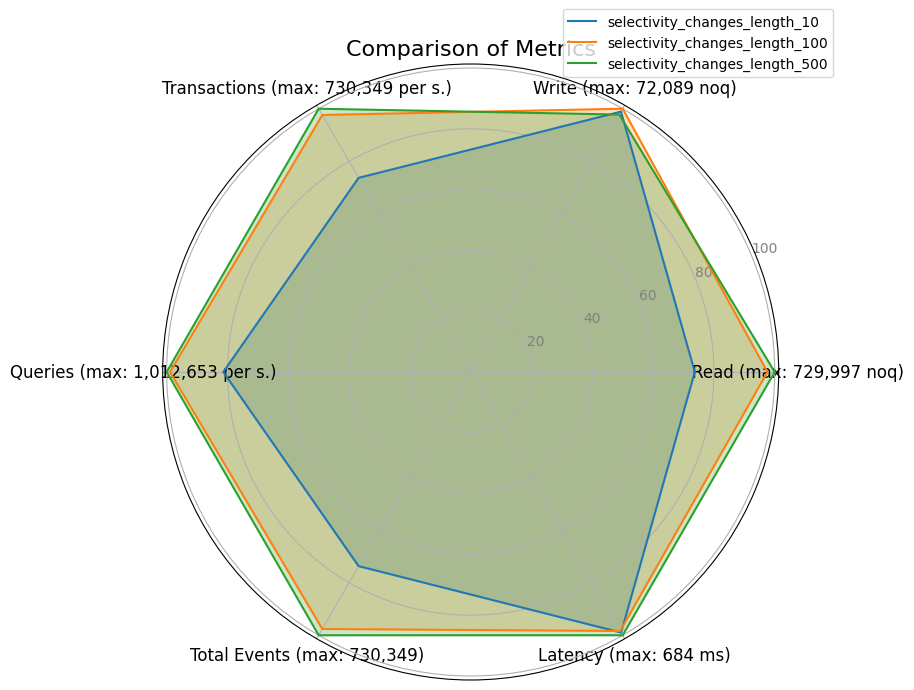 selectivity_changes_length_10
selectivity_changes_length_100
selectivity_changes_length_500
Comparison of Metrics
Transactions (max: 730,349 per s.)
Write (max: 72,089 noq)
100
80
60
40
20
Queries (max: 1,012,653 per s.)
Read (max: 729,997 noq)
Total Events (max: 730,349)
Latency (max: 684 ms)